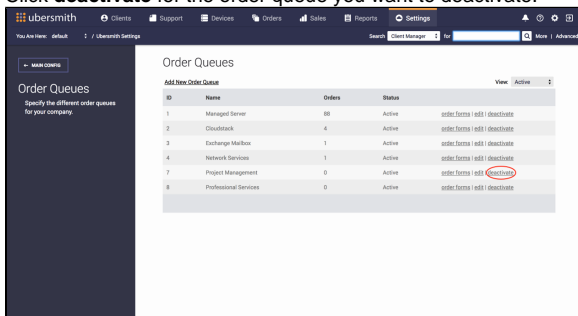 Click deactivate for the order queue you want to deactivate.
ubersmith Clients Support Devices Orders Sales Reports Settings
You Are Here: default / Ubersmith Settings Search Client Manager for More | Advanced
← MAIN CONFIG
Order Queues
Specify the different order queues
for your company.
Order Queues
Add New Order Queue View: Active
ID Name Orders Status
1 Managed Server 88 Active order forms | edit | deactivate
2 Cloudstack 4 Active order forms | edit | deactivate
3 Exchange Mailbox 1 Active order forms | edit | deactivate
4 Network Services 1 Active order forms | edit | deactivate
7 Project Management 0 Active order forms | edit | deactivate
8 Professional Services 0 Active order forms | edit | deactivate